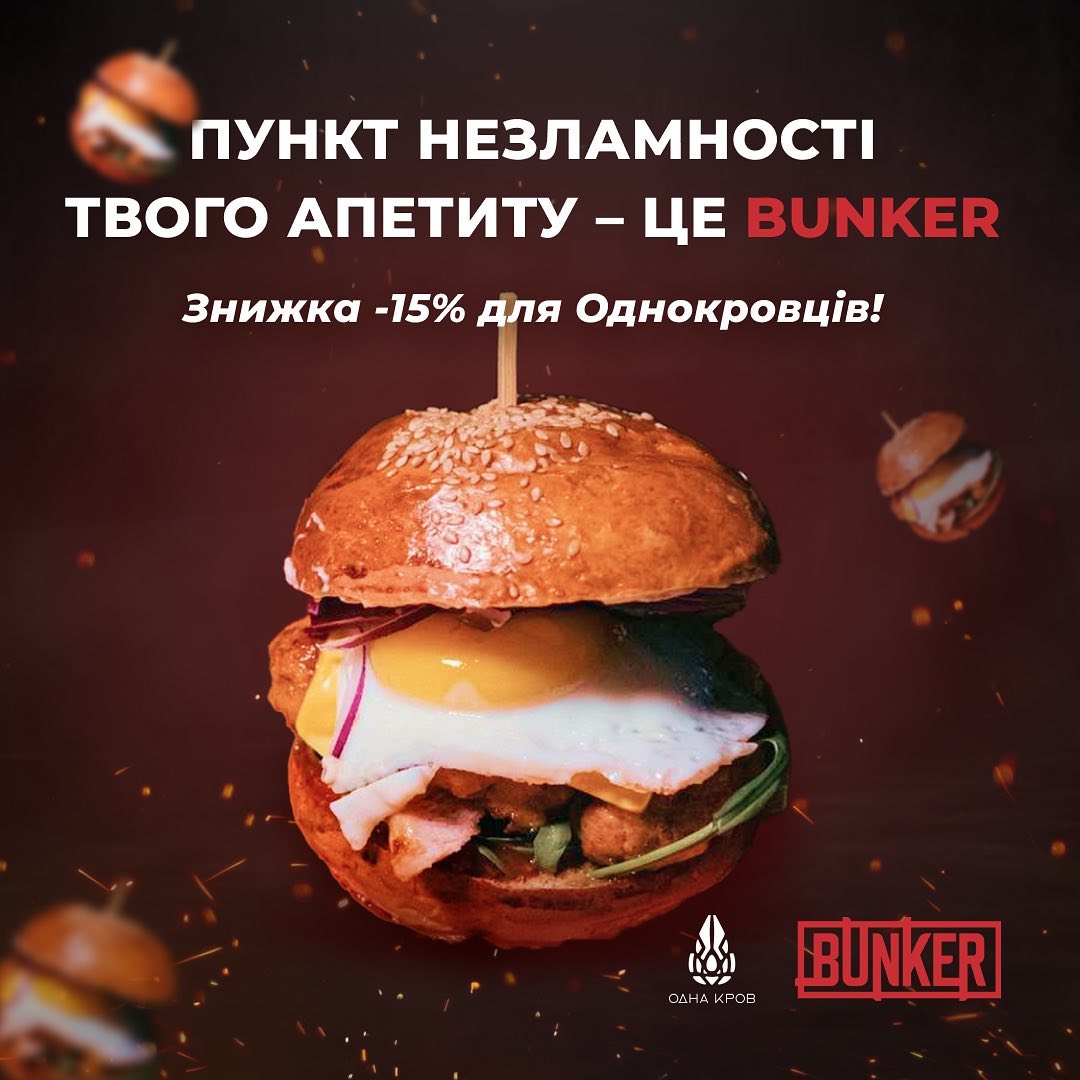 ПУНКТ НЕЗЛАМНОСТІ
ТВОГО АПЕТИТУ – ЦЕ BUNKER
Знижка -15% для Однокровців!
ОДНА КРОВ
BUNKER